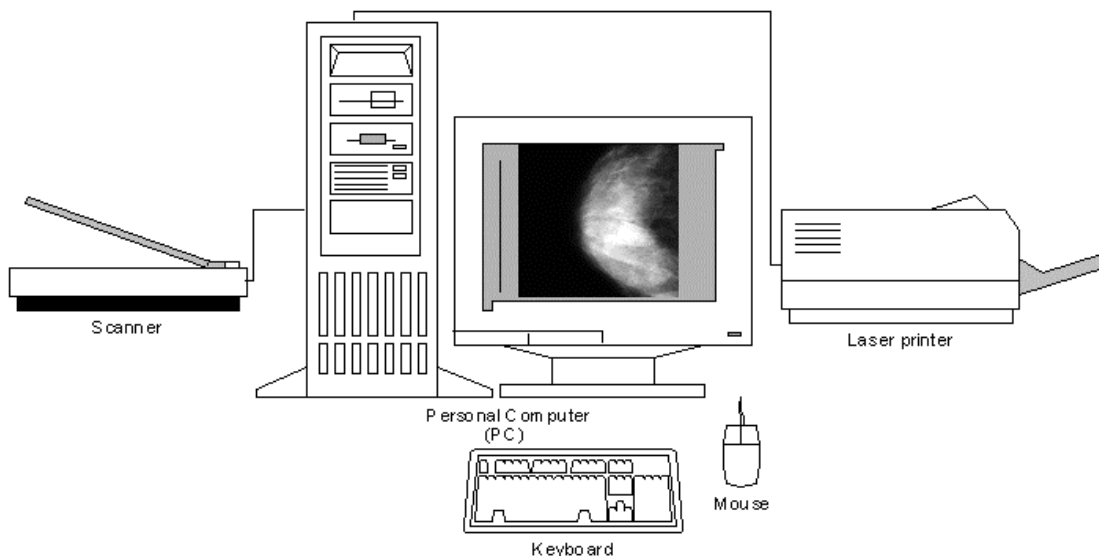 Scanner
Laser printer
Personal Computer
(PC)
Mouse
Keyboard